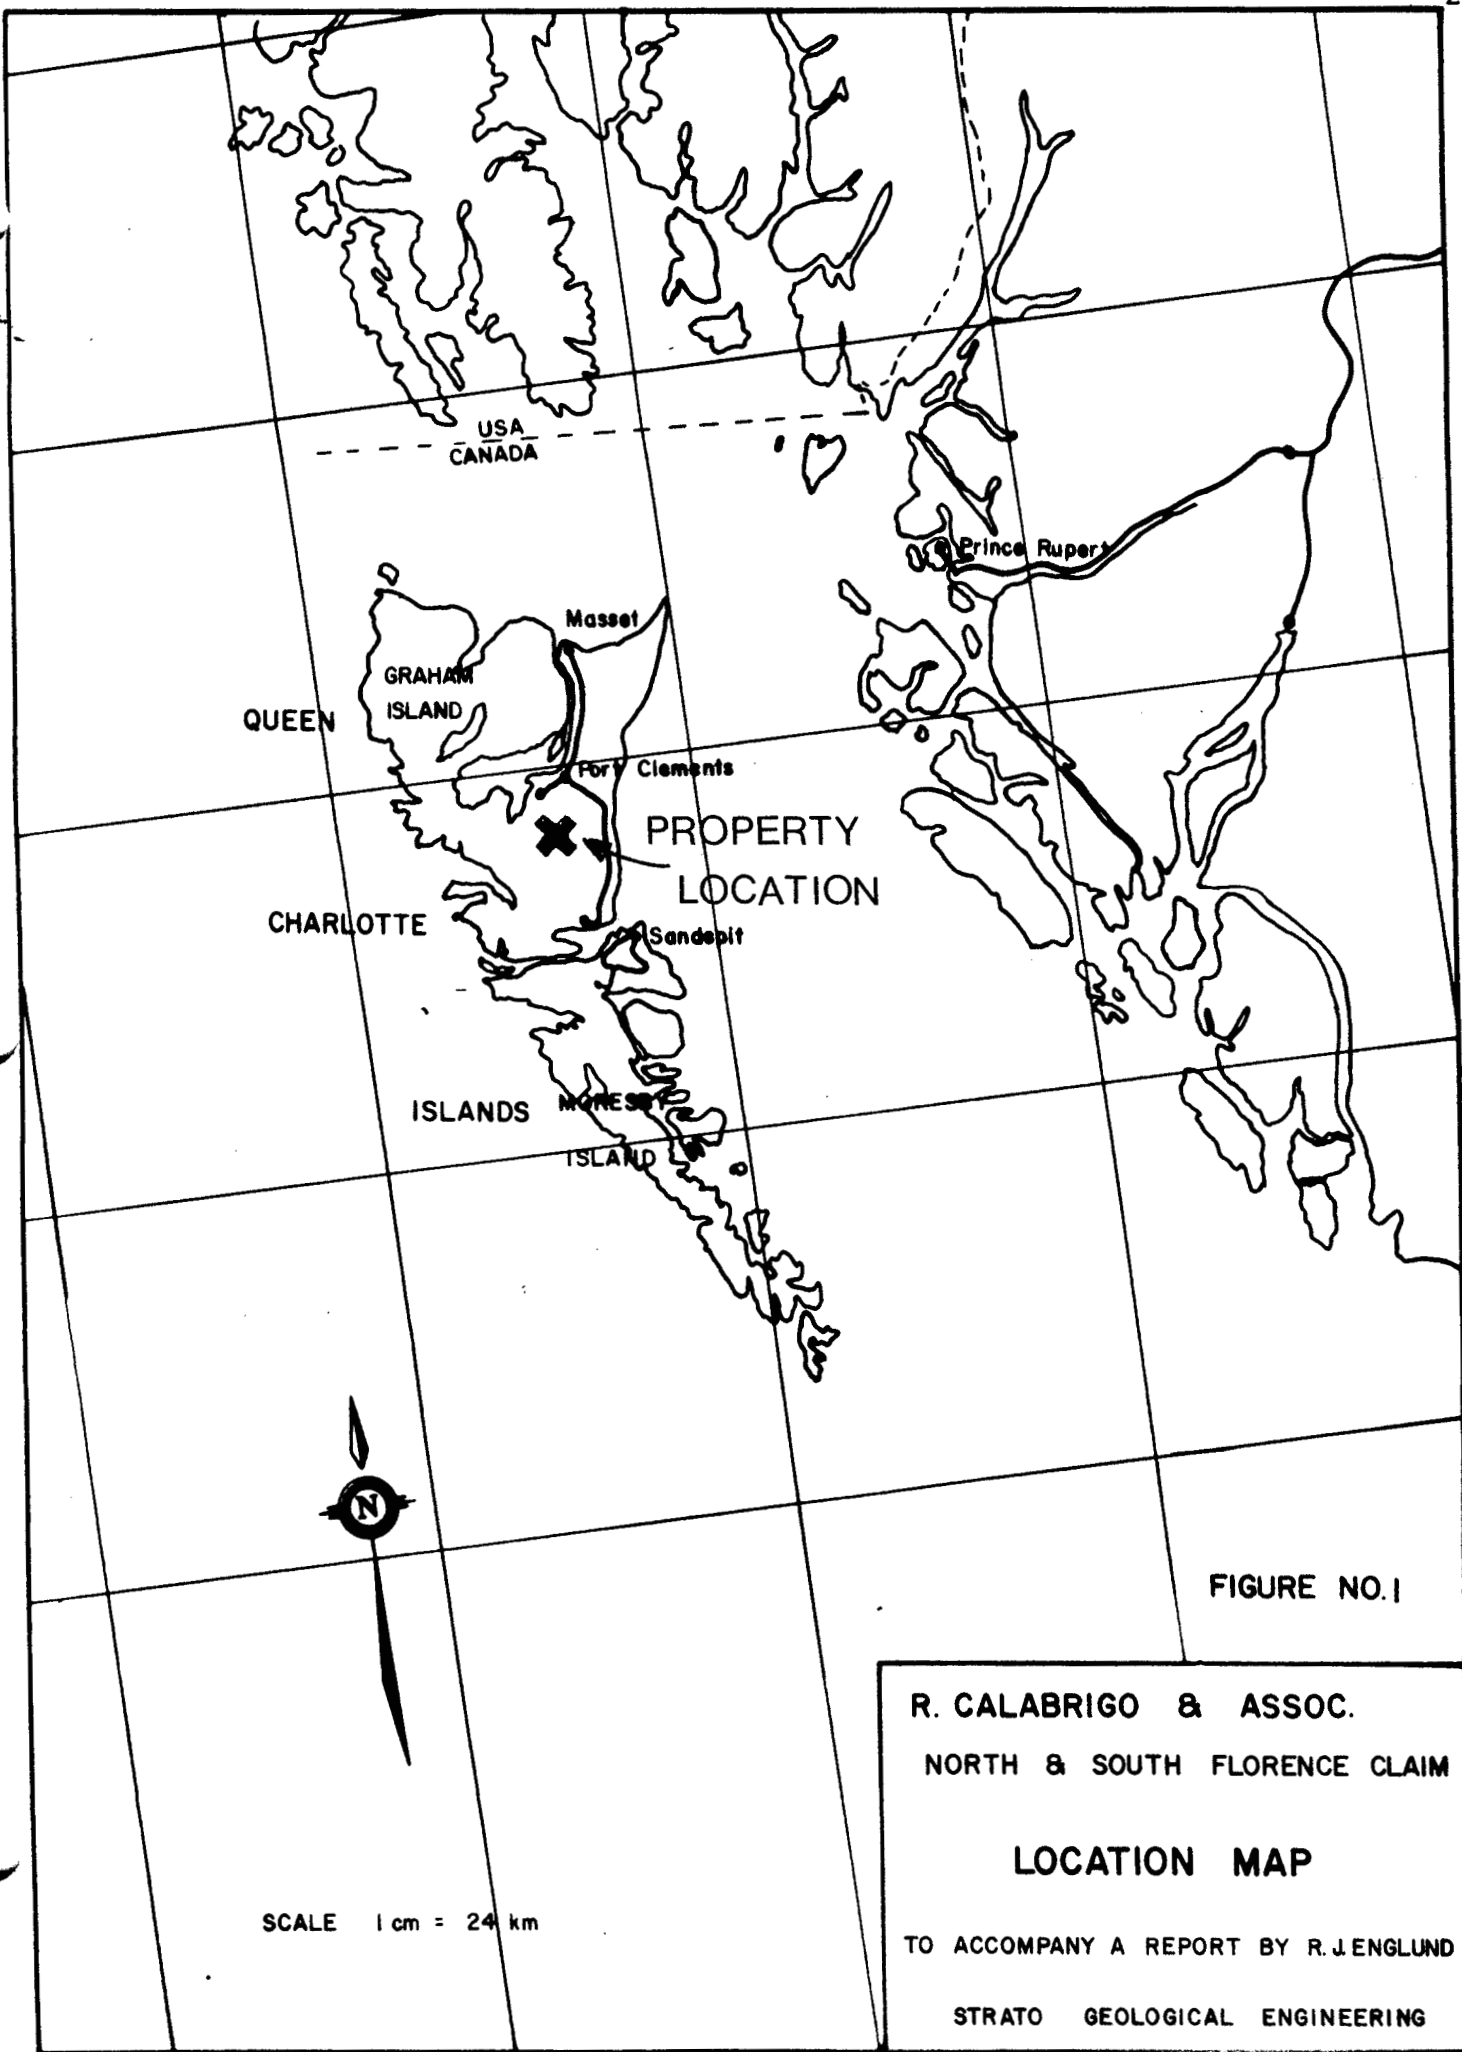 2
USA
CANADA
Prince Rupert
Masset
GRAHAM
ISLAND
QUEEN
Port Clements
PROPERTY
LOCATION
CHARLOTTE
Sandspit
ISLANDS
MORESBY
ISLAND
N
FIGURE NO. 1
R. CALABRIGO & ASSOC.
NORTH & SOUTH FLORENCE CLAIM
LOCATION MAP
SCALE 1 cm = 24 km
TO ACCOMPANY A REPORT BY R. J. ENGLUND
STRATO GEOLOGICAL ENGINEERING